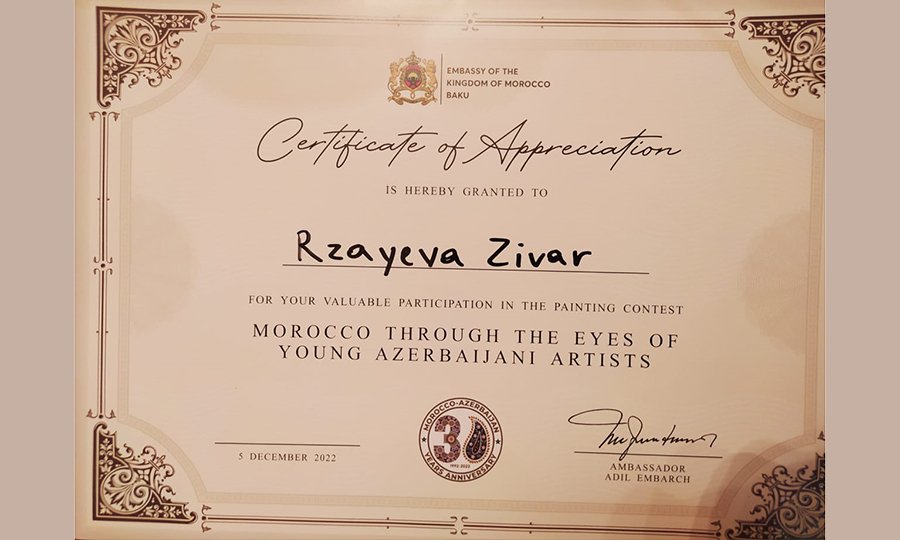 EMBASSY OF THE
KINGDOM OF MOROCCO
BAKU
Certificate of Appreciation
IS HEREBY GRANTED TO
Rzayeva Zivar
FOR YOUR VALUABLE PARTICIPATION IN THE PAINTING CONTEST
MOROCCO THROUGH THE EYES OF
YOUNG AZERBAIJANI ARTISTS
MOROCCO-AZERBAIJAN
30
1992-2022
YEARS ANNIVERSARY
5 DECEMBER 2022
AMBASSADOR
ADIL EMBARCH